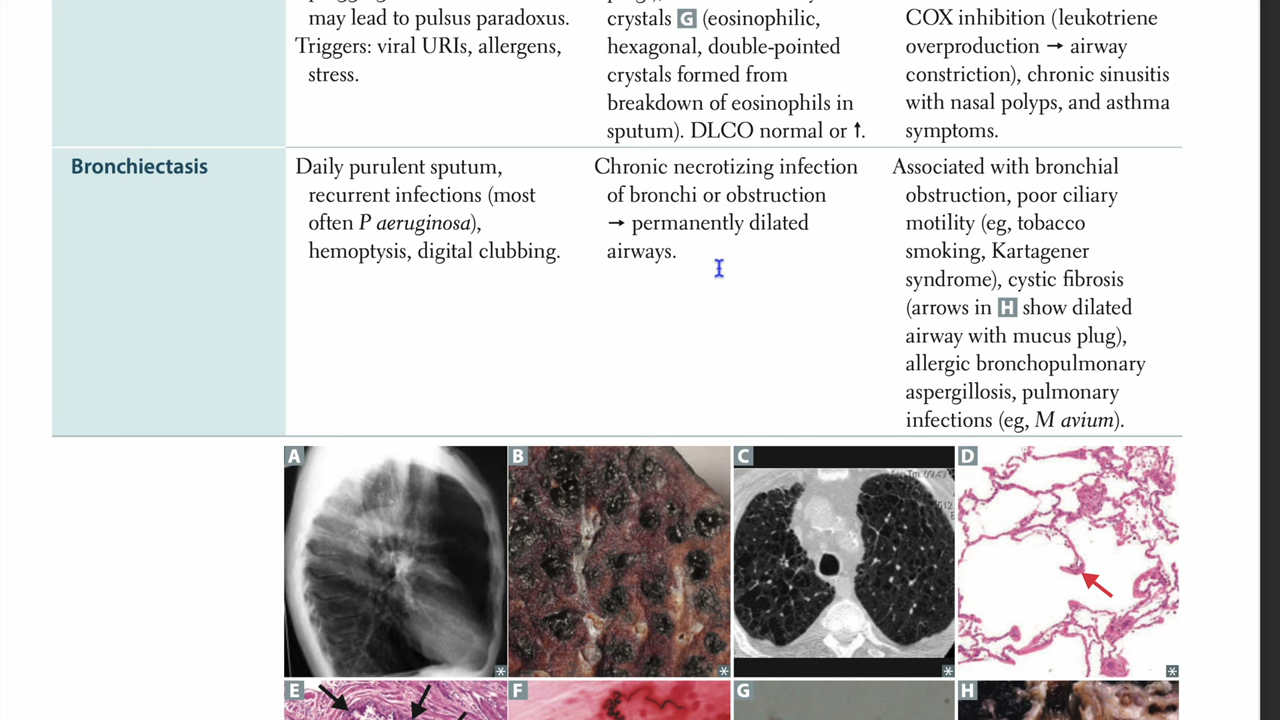 may lead to pulsus paradoxus.
Triggers: viral URIs, allergens,
stress.
crystals G (eosinophilic,
hexagonal, double-pointed
crystals formed from
breakdown of eosinophils in
sputum). DLCO normal or ↑.
COX inhibition (leukotriene
overproduction → airway
constriction), chronic sinusitis
with nasal polyps, and asthma
symptoms.
Bronchiectasis
Daily purulent sputum,
recurrent infections (most
often P aeruginosa),
hemoptysis, digital clubbing.
Chronic necrotizing infection
of bronchi or obstruction
→ permanently dilated
airways.
Associated with bronchial
obstruction, poor ciliary
motility (eg, tobacco
smoking, Kartagener
syndrome), cystic fibrosis
(arrows in H show dilated
airway with mucus plug),
allergic bronchopulmonary
aspergillosis, pulmonary
infections (eg, M avium).
A
B
C
D
E
F
G
H